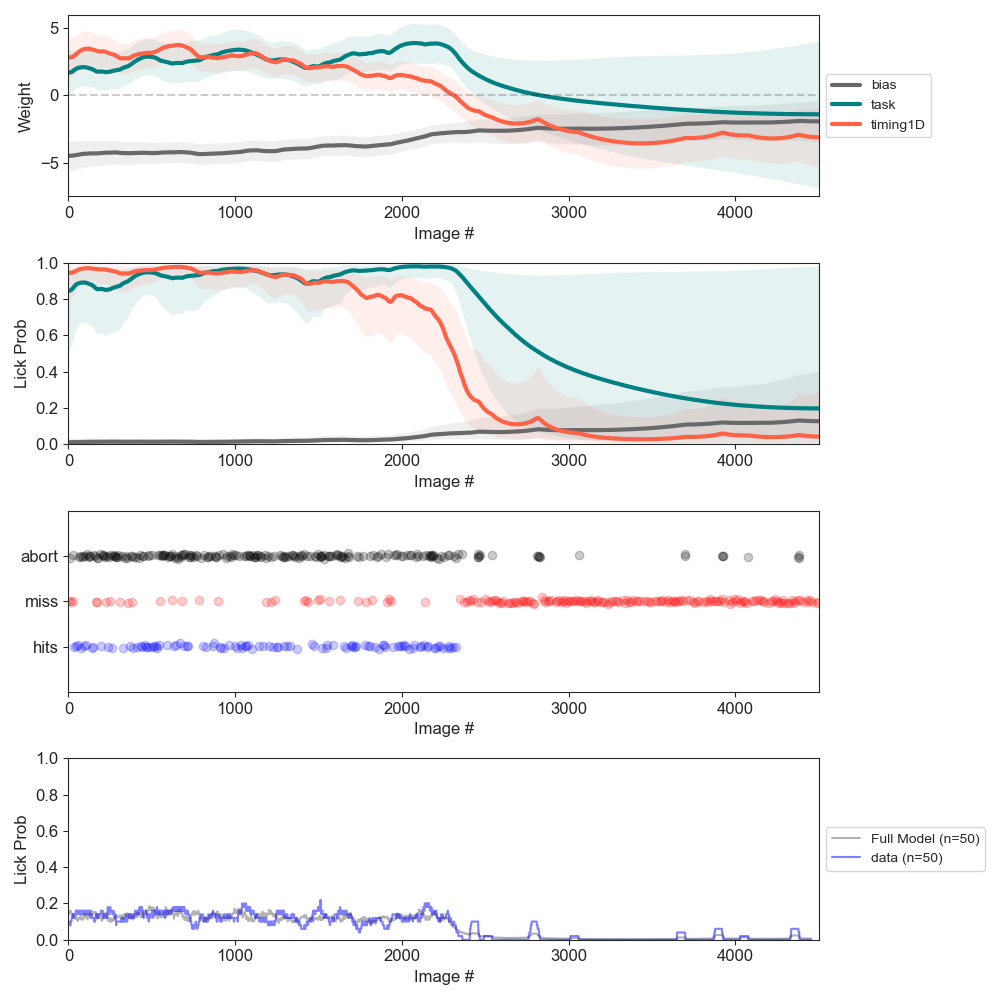 5
0
−5
Weight
0 1000 2000 3000 4000
Image #
bias
task
timing1D
1.0
0.8
0.6
0.4
0.2
0.0
Lick Prob
0 1000 2000 3000 4000
Image #
abort
miss
hits
0 1000 2000 3000 4000
Image #
1.0
0.8
0.6
0.4
0.2
0.0
Lick Prob
0 1000 2000 3000 4000
Image #
Full Model (n=50)
data (n=50)